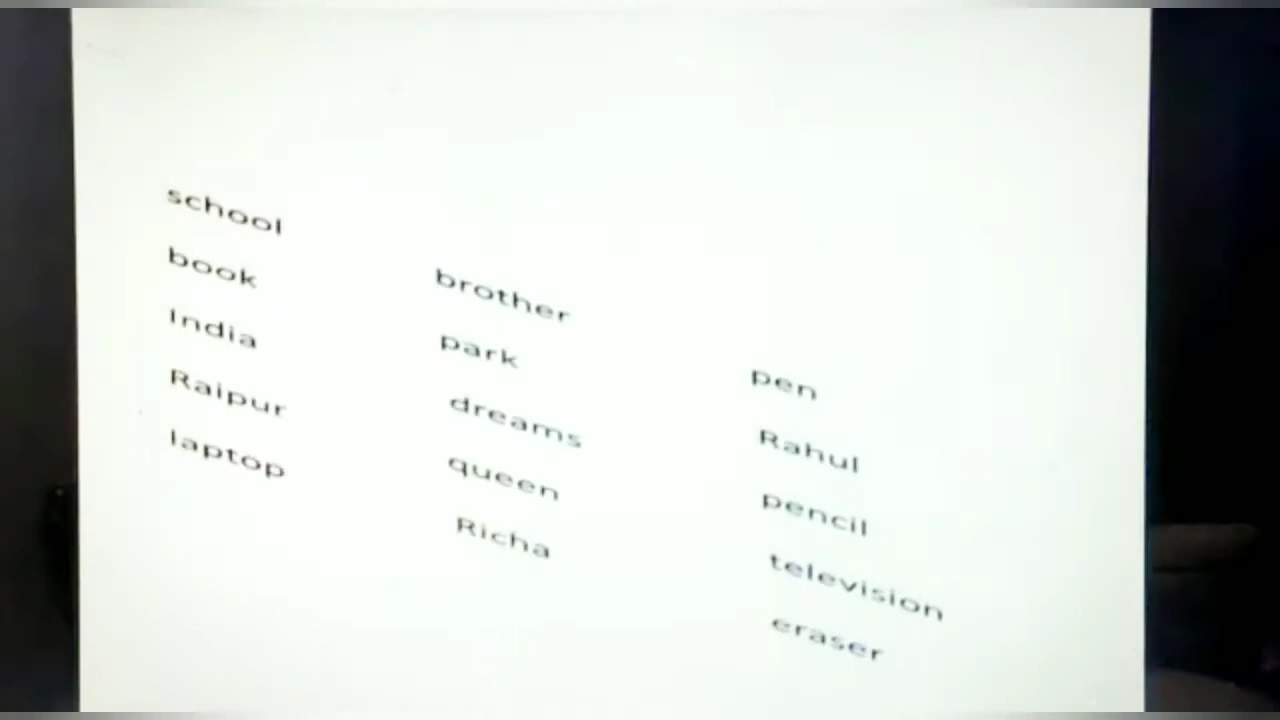 school brother pen
book park Rahul
India dreams pencil
Raipur queen television
laptop Richa eraser